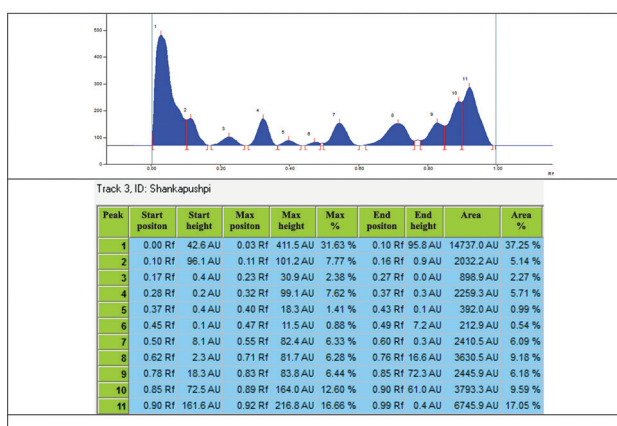 500
400
300
200
100
0
1
2
3
4
5
6
7
8
9
10
11
0.00 0.20 0.40 0.60 0.80 1.00
Rf
Track 3, ID: Shankapushpi
Peak Start positon Start height Max positon Max height Max % End positon End height Area Area %
1 0.00 Rf 42.6 AU 0.03 Rf 411.5 AU 31.63 % 0.10 Rf 95.8 AU 14737.0 AU 37.25 %
2 0.10 Rf 96.1 AU 0.11 Rf 101.2 AU 7.77 % 0.16 Rf 0.9 AU 2032.2 AU 5.14 %
3 0.17 Rf 0.4 AU 0.23 Rf 30.9 AU 2.38 % 0.27 Rf 0.0 AU 898.9 AU 2.27 %
4 0.28 Rf 0.2 AU 0.32 Rf 99.1 AU 7.62 % 0.37 Rf 0.3 AU 2259.3 AU 5.71 %
5 0.37 Rf 0.4 AU 0.40 Rf 18.3 AU 1.41 % 0.43 Rf 0.1 AU 392.0 AU 0.99 %
6 0.45 Rf 0.1 AU 0.47 Rf 11.5 AU 0.88 % 0.49 Rf 7.2 AU 212.9 AU 0.54 %
7 0.50 Rf 8.1 AU 0.55 Rf 82.4 AU 6.33 % 0.60 Rf 0.3 AU 2410.5 AU 6.09 %
8 0.62 Rf 2.3 AU 0.71 Rf 81.7 AU 6.28 % 0.76 Rf 16.6 AU 3630.5 AU 9.18 %
9 0.78 Rf 18.3 AU 0.83 Rf 83.8 AU 6.44 % 0.85 Rf 72.3 AU 2445.9 AU 6.18 %
10 0.85 Rf 72.5 AU 0.89 Rf 164.0 AU 12.60 % 0.90 Rf 61.0 AU 3793.3 AU 9.59 %
11 0.90 Rf 161.6 AU 0.92 Rf 216.8 AU 16.66 % 0.99 Rf 0.4 AU 6745.9 AU 17.05 %